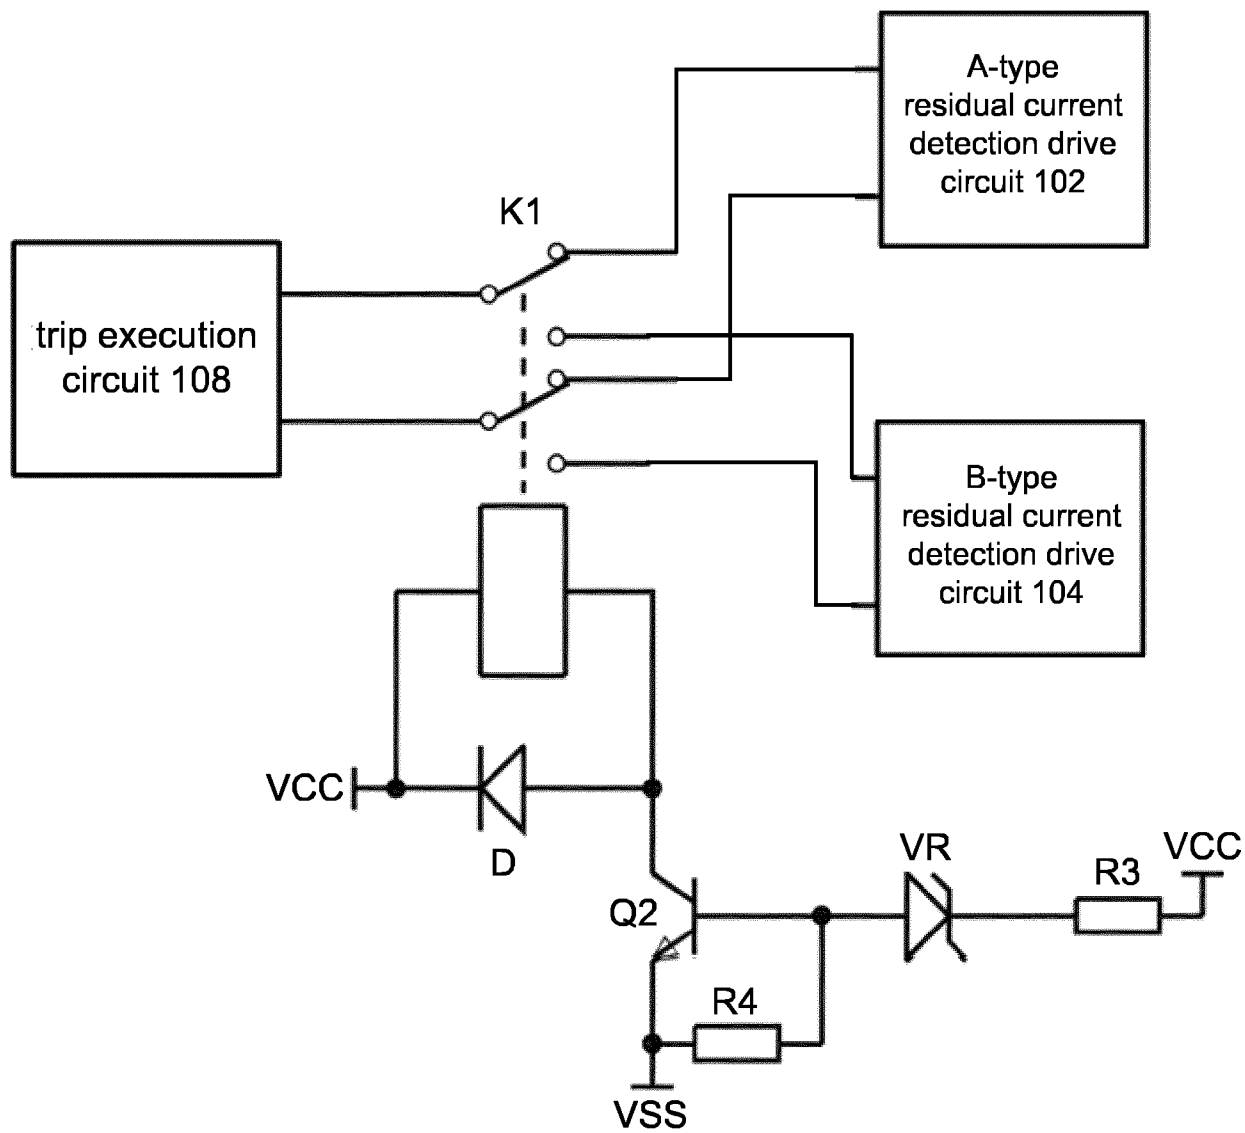 A-type
residual current
detection drive
circuit 102
K1
trip execution
circuit 108
B-type
residual current
detection drive
circuit 104
VCC
D
VR
VCC
R3
Q2
R4
VSS